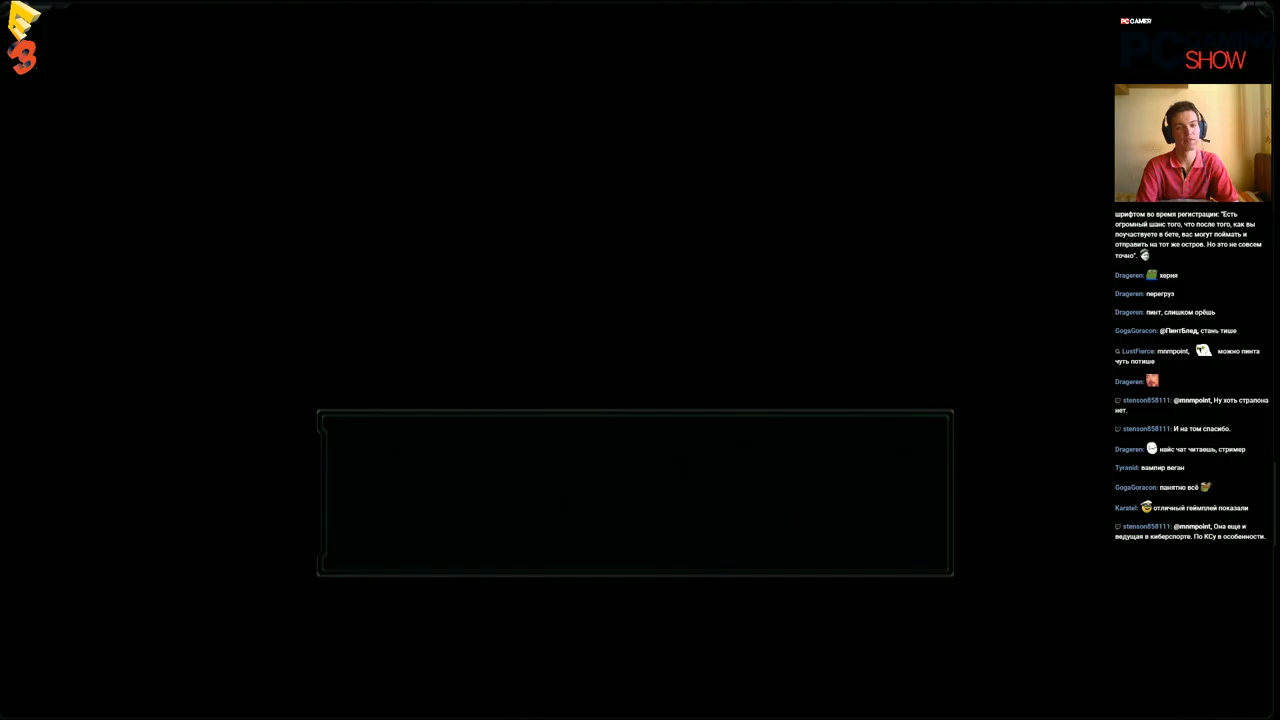 E3
PC GAMER
PC GAMING
SHOW
шрифтом во время регистрации: "Есть
огромный шанс того, что после того, как вы
поучаствуете в бете, вас могут поймать и
отправить на тот же остров. Но это не совсем
точно".
Drageren: херня
Drageren: перегруз
Drageren: пинт, слишком орёшь
GogaGoracon: @ПинтБлед, стань тише
LustFierce: mnmpoint, можно пинта
чуть потише
Drageren:
stenson858111: @mnmpoint, Ну хоть страпона
нет.
stenson858111: И на том спасибо.
Drageren: найс чат читаешь, стример
Tyranid: вампир веган
GogaGoracon: панятно всё
Karatel: отличный геймплей показали
stenson858111: @mnmpoint, Она еще и
ведущая в киберспорте. По КСу в особенности.